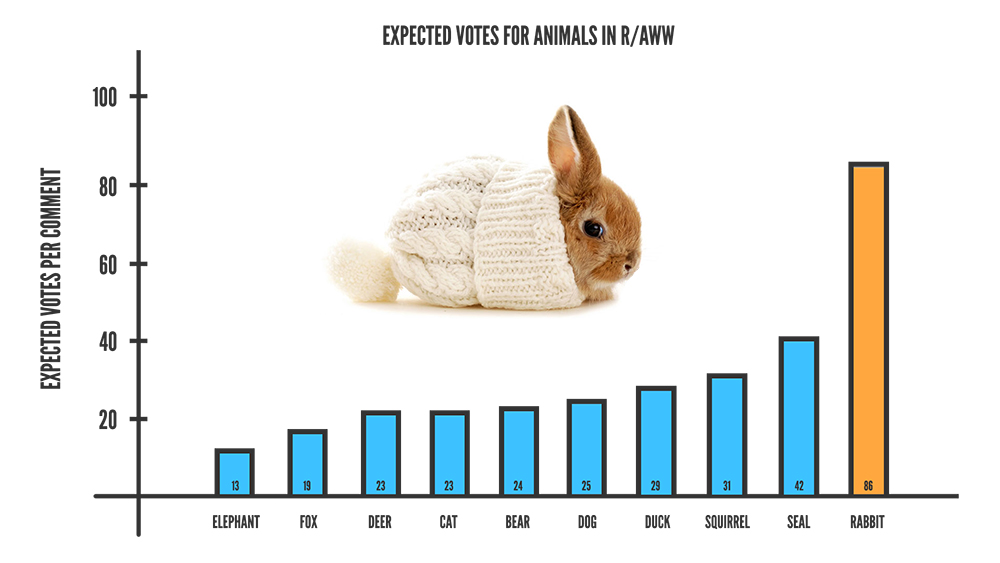 EXPECTED VOTES FOR ANIMALS IN R/AWW
EXPECTED VOTES PER COMMENT
100
80
60
40
20
13 19 23 23 24 25 29 31 42 86
ELEPHANT FOX DEER CAT BEAR DOG DUCK SQUIRREL SEAL RABBIT